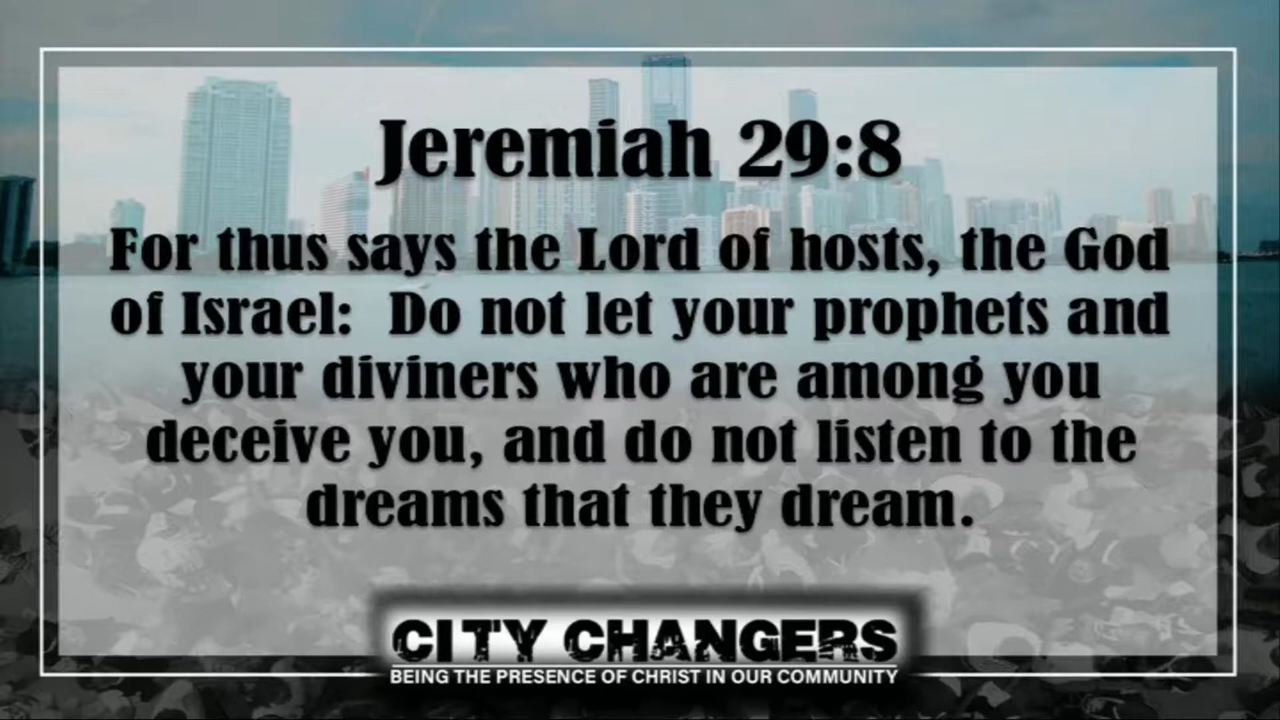 Jeremiah 29:8
For thus says the Lord of hosts, the God
of Israel:  Do not let your prophets and
your diviners who are among you
deceive you, and do not listen to the
dreams that they dream.
CITY CHANGERS
BEING THE PRESENCE OF CHRIST IN OUR COMMUNITY